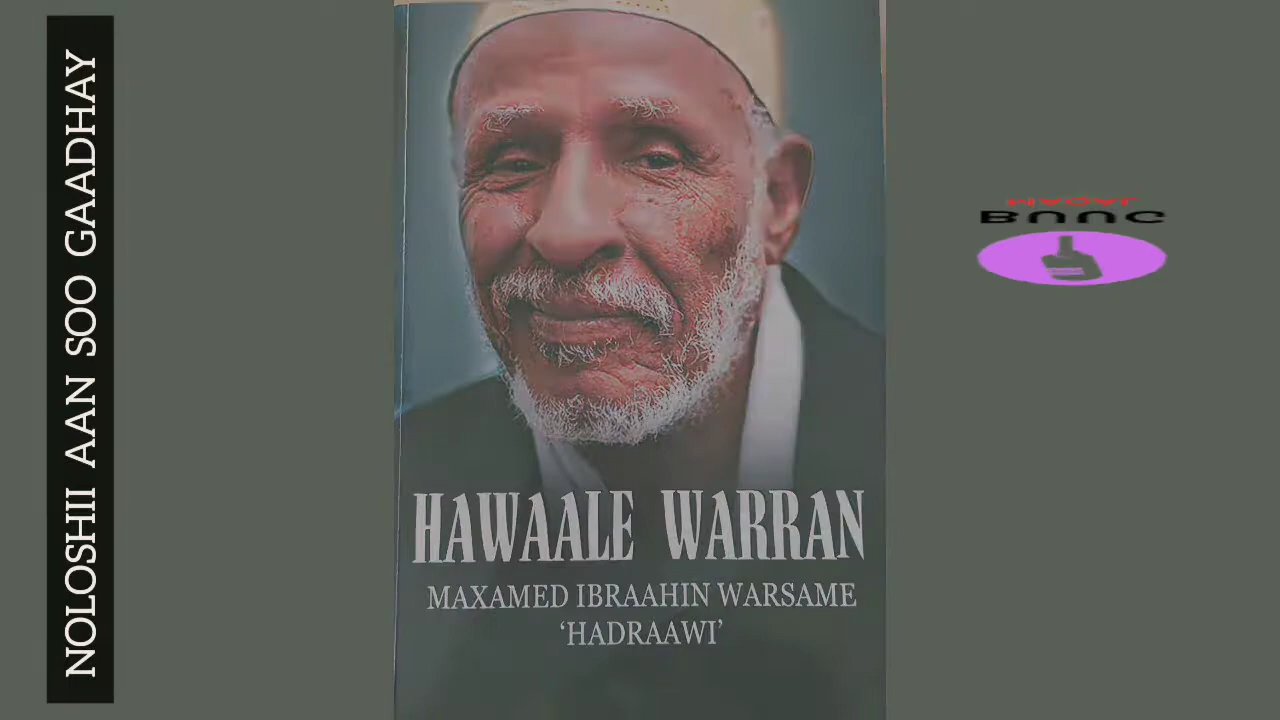 NOLOSHII AAN SOO GAADHAY
HAWAALE WARRAN
MAXAMED IBRAAHIN WARSAME
‘HADRAAWI’